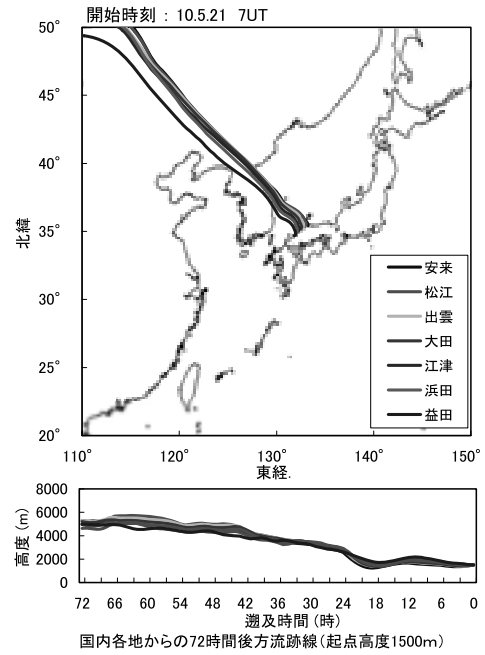 開始時刻 : 10.5.21 7UT
50°
45°
40°
35°
30°
25°
20°
北緯
110°
120°
130°
140°
150°
東経.
安来
松江
出雲
大田
江津
浜田
益田
8000
6000
4000
2000
0
高度 (m)
72 66 60 54 48 42 36 30 24 18 12 6 0
遡及時間 (時)
国内各地からの72時間後方流跡線(起点高度1500m)